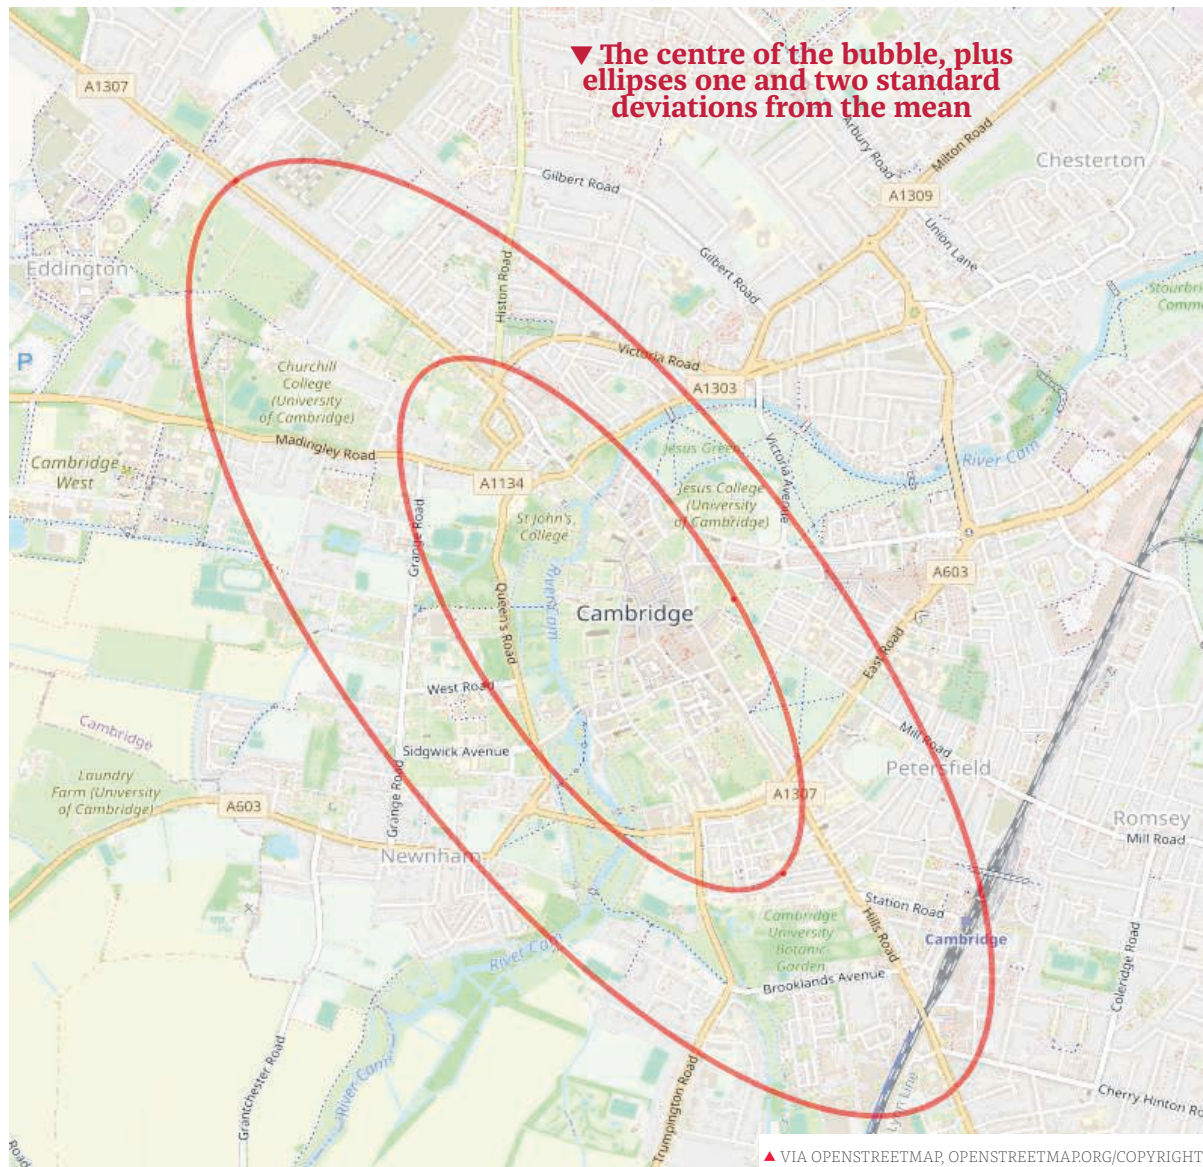 ▼ The centre of the bubble, plus
ellipses one and two standard
deviations from the mean
A1307
Arbury Road
Milton Road
Chesterton
Gilbert Road
A1309
Union Lane
Eddington
Histon Road
Gilbert Road
P
Churchill
College
(University
of Cambridge)
Victoria Road
A1303
Madingley Road
Cambridge
West
A1134
Jesus Green
Victoria Avenue
River Cam
Jesus College
(University
of Cambridge)
St John's
College
Grange Road
A603
River Cam
Queen's Road
Cambridge
East Road
West Road
Cambridge
Sidgwick Avenue
Mill Road
Petersfield
Laundry
Farm (University
of Cambridge)
A603
Grange Road
A1307
Romsey
Mill Road
Newnham
Station Road
Hills Road
Cambridge
Cambridge
University
Botanic
Garden
River Cam
Brooklands Avenue
Coleridge Road
Grantchester Road
River Cam
Trumpington Road
Cherry Hinton
Road
▲ VIA OPENSTREETMAP, OPENSTREETMAP.ORG/COPYRIGHT